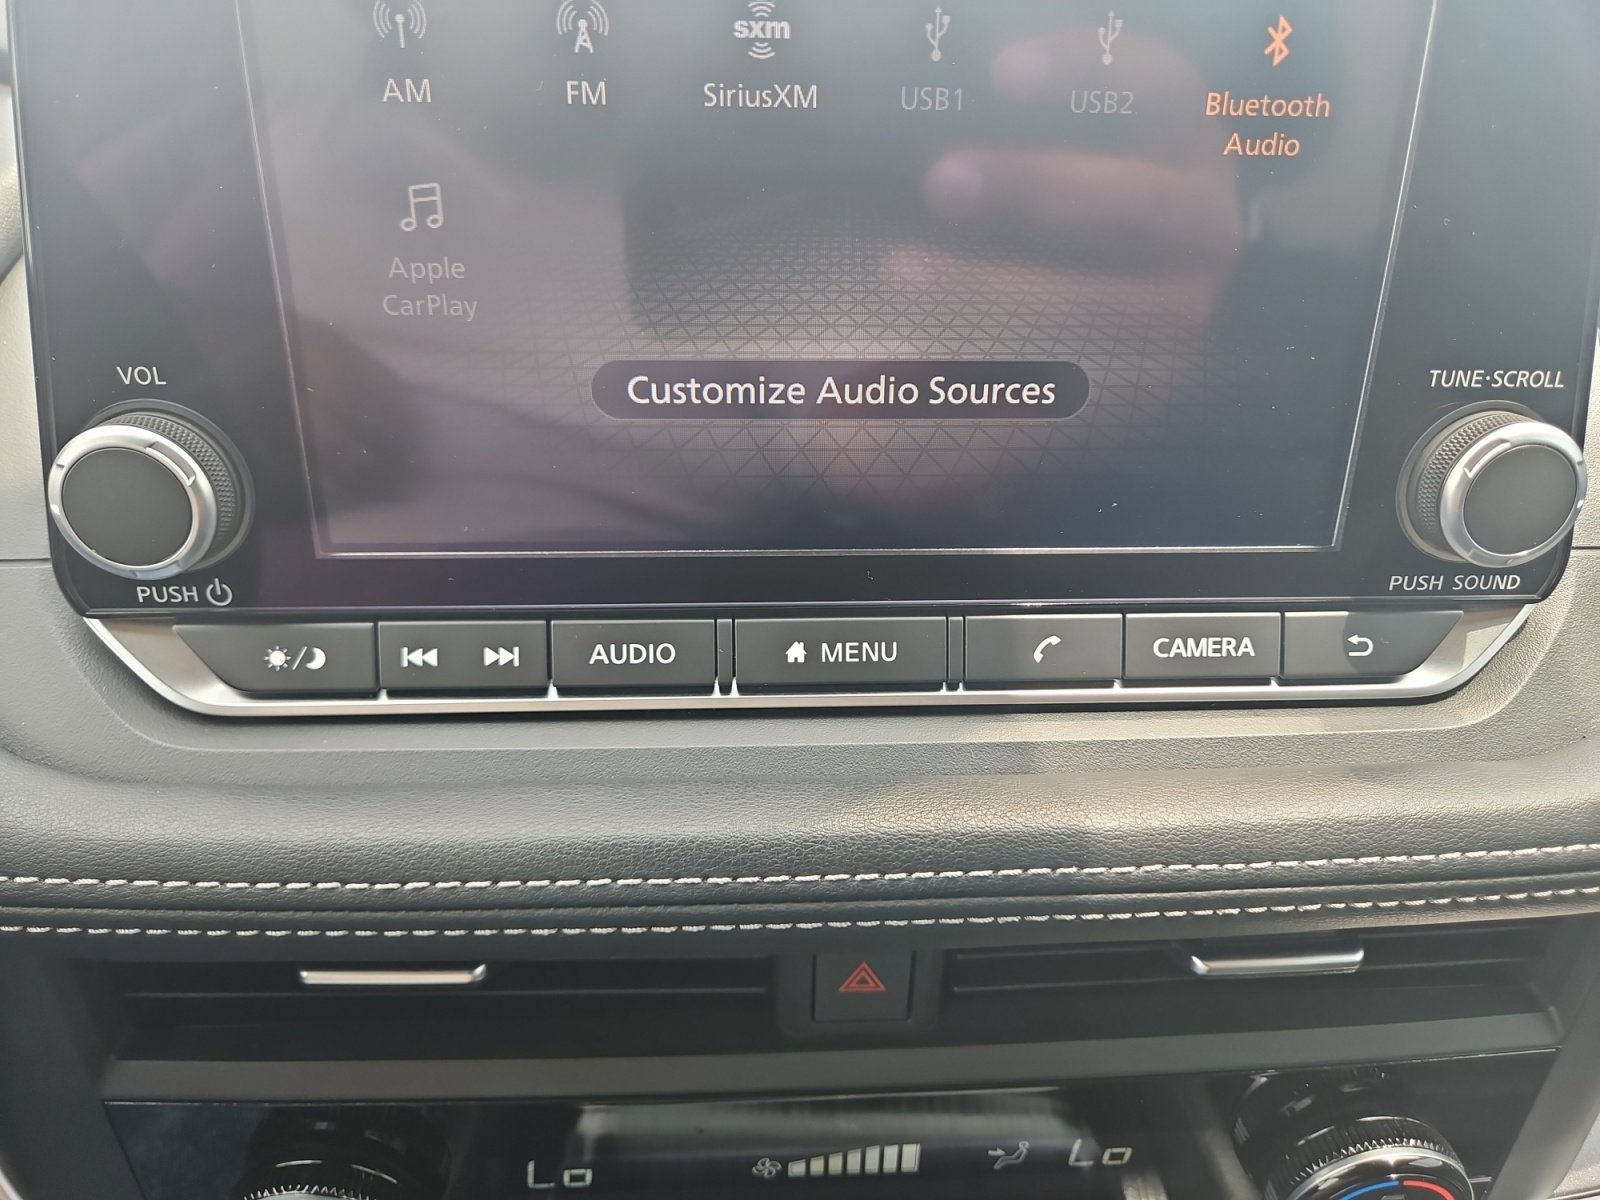 AM
FM
sxm
SiriusXM
USB1
USB2
Bluetooth
Audio
Apple
CarPlay
Customize Audio Sources
VOL
TUNE·SCROLL
PUSH
PUSH SOUND
AUDIO
MENU
CAMERA
Lo
Lo